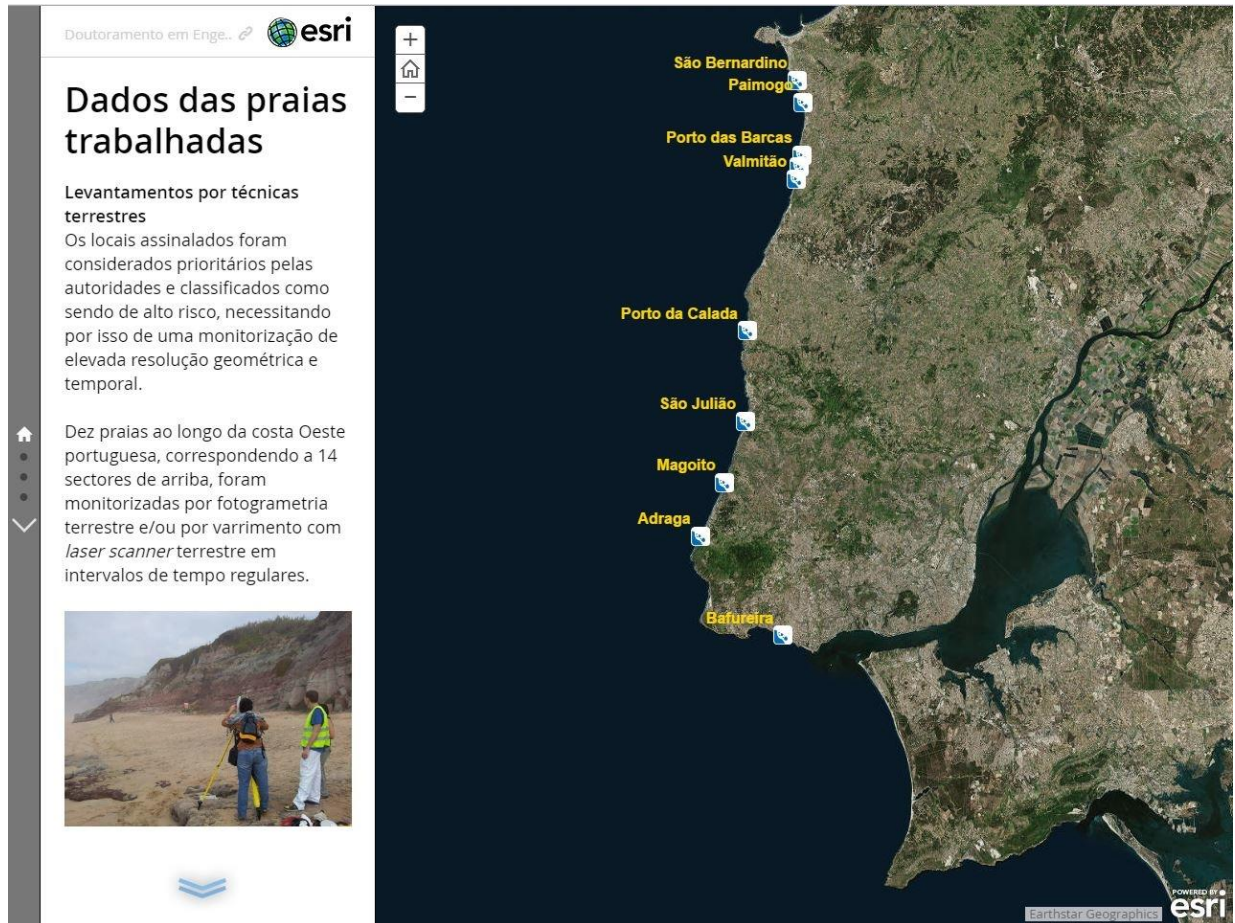 Doutoramento em Enge..
esri
Dados das praias
trabalhadas
Levantamentos por técnicas
terrestres
Os locais assinalados foram
considerados prioritários pelas
autoridades e classificados como
sendo de alto risco, necessitando
por isso de uma monitorização de
elevada resolução geométrica e
temporal.
Dez praias ao longo da costa Oeste
portuguesa, correspondendo a 14
sectores de arriba, foram
monitorizadas por fotogrametria
terrestre e/ou por varrimento com
laser scanner terrestre em
intervalos de tempo regulares.
São Bernardino
Paimogo
Porto das Barcas
Valmitão
Porto da Calada
São Julião
Magoito
Adraga
Bafureira
Earthstar Geographics
POWERED BY
esri